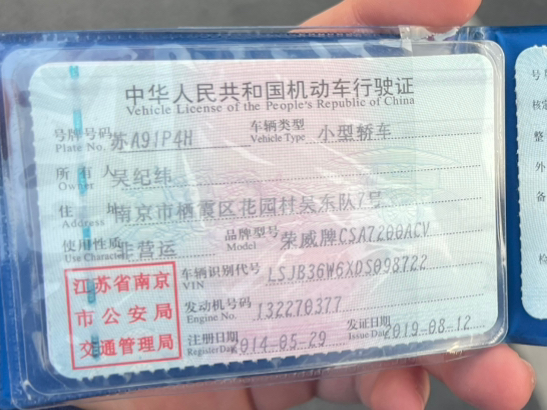 中华人民共和国机动车行驶证
Vehicle License of the People's Republic of China
号牌号码 苏A91P4H 车辆类型 小型轿车
Plate No. Vehicle Type
所有人 吴纪纬
Owner
住址 南京市栖霞区花园村吴东队7号
Address
使用性质 非营运 品牌型号 荣威牌CSA7200ACV
Use Character Model
车辆识别代号 LSJB36W6XDS098722
VIN
发动机号码 132270377
Engine No.
注册日期 2014-05-29 发证日期 2019-08-12
Register Date Issue Date
江苏省南京
市公安局
交通管理局
号
核定
整
外
备
检